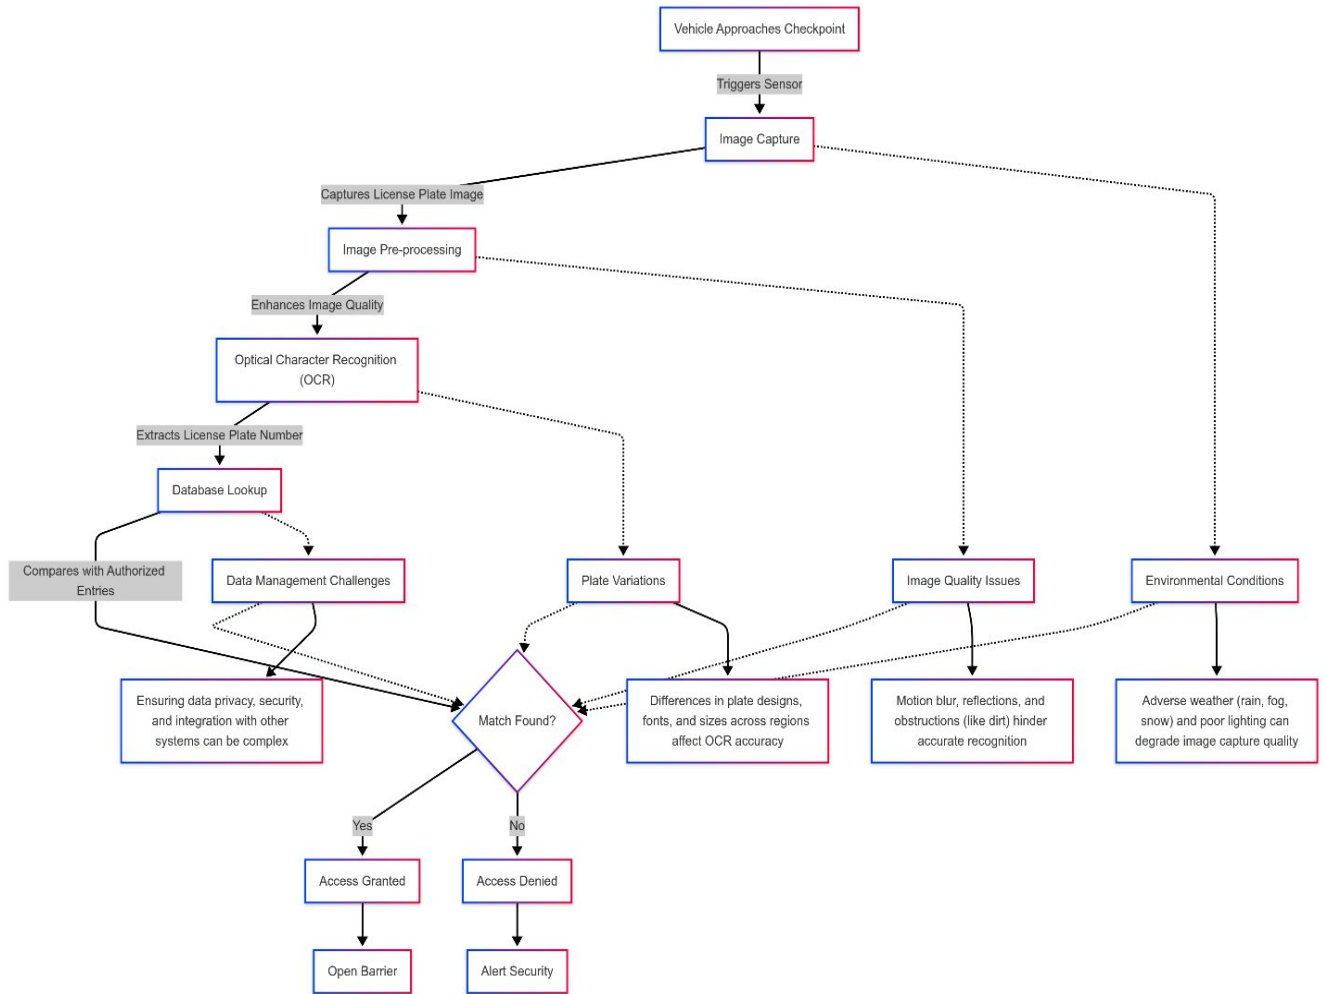 Vehicle Approaches Checkpoint
Triggers Sensor
Image Capture
Captures License Plate Image
Image Pre-processing
Enhances Image Quality
Optical Character Recognition
(OCR)
Extracts License Plate Number
Database Lookup
Compares with Authorized
Entries
Data Management Challenges
Plate Variations
Image Quality Issues
Environmental Conditions
Ensuring data privacy, security,
and integration with other
systems can be complex
Match Found?
Differences in plate designs,
fonts, and sizes across regions
affect OCR accuracy
Motion blur, reflections, and
obstructions (like dirt) hinder
accurate recognition
Adverse weather (rain, fog,
snow) and poor lighting can
degrade image capture quality
Yes
No
Access Granted
Access Denied
Open Barrier
Alert Security